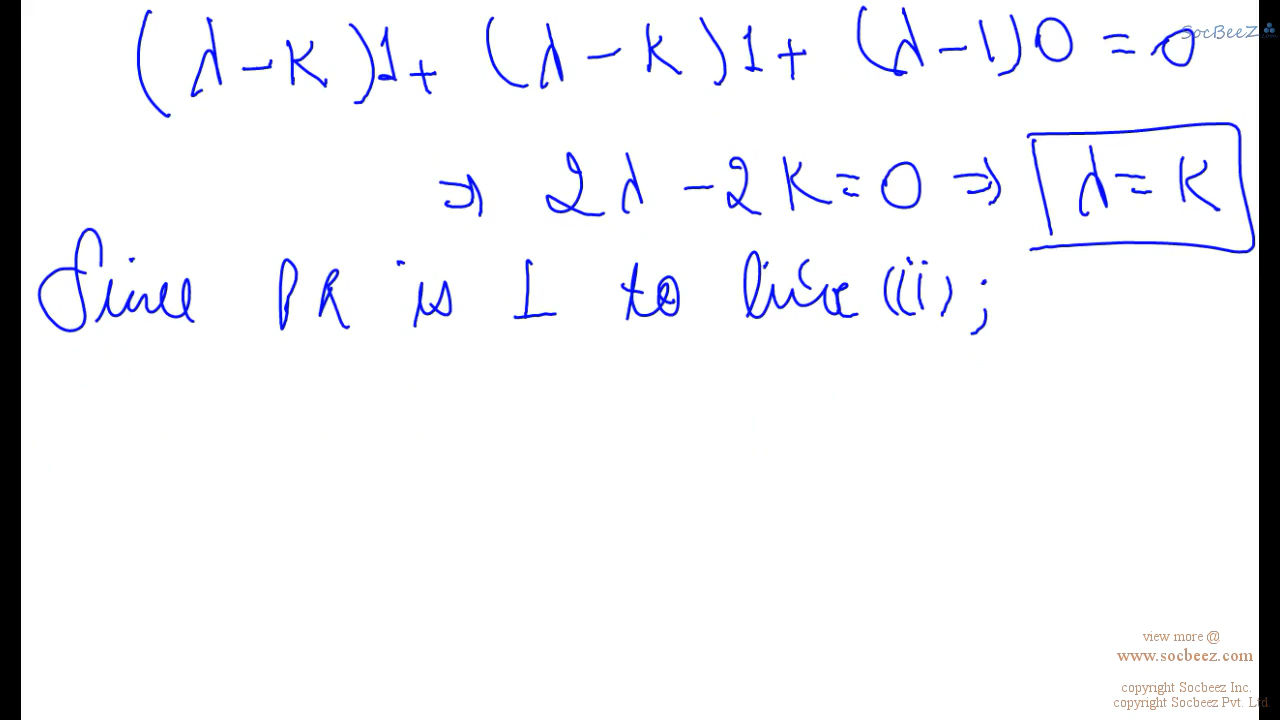 (λ-K)1+ (λ-K)1+ (λ-1)0 = 0
SocBeeZ
⇒ 2λ -2K=0 ⇒ λ=K
Since PR is ⊥ to line (ii);
view more @
www.socbeez.com
copyright Socbeez Inc.
copyright Socbeez Pvt. Ltd.